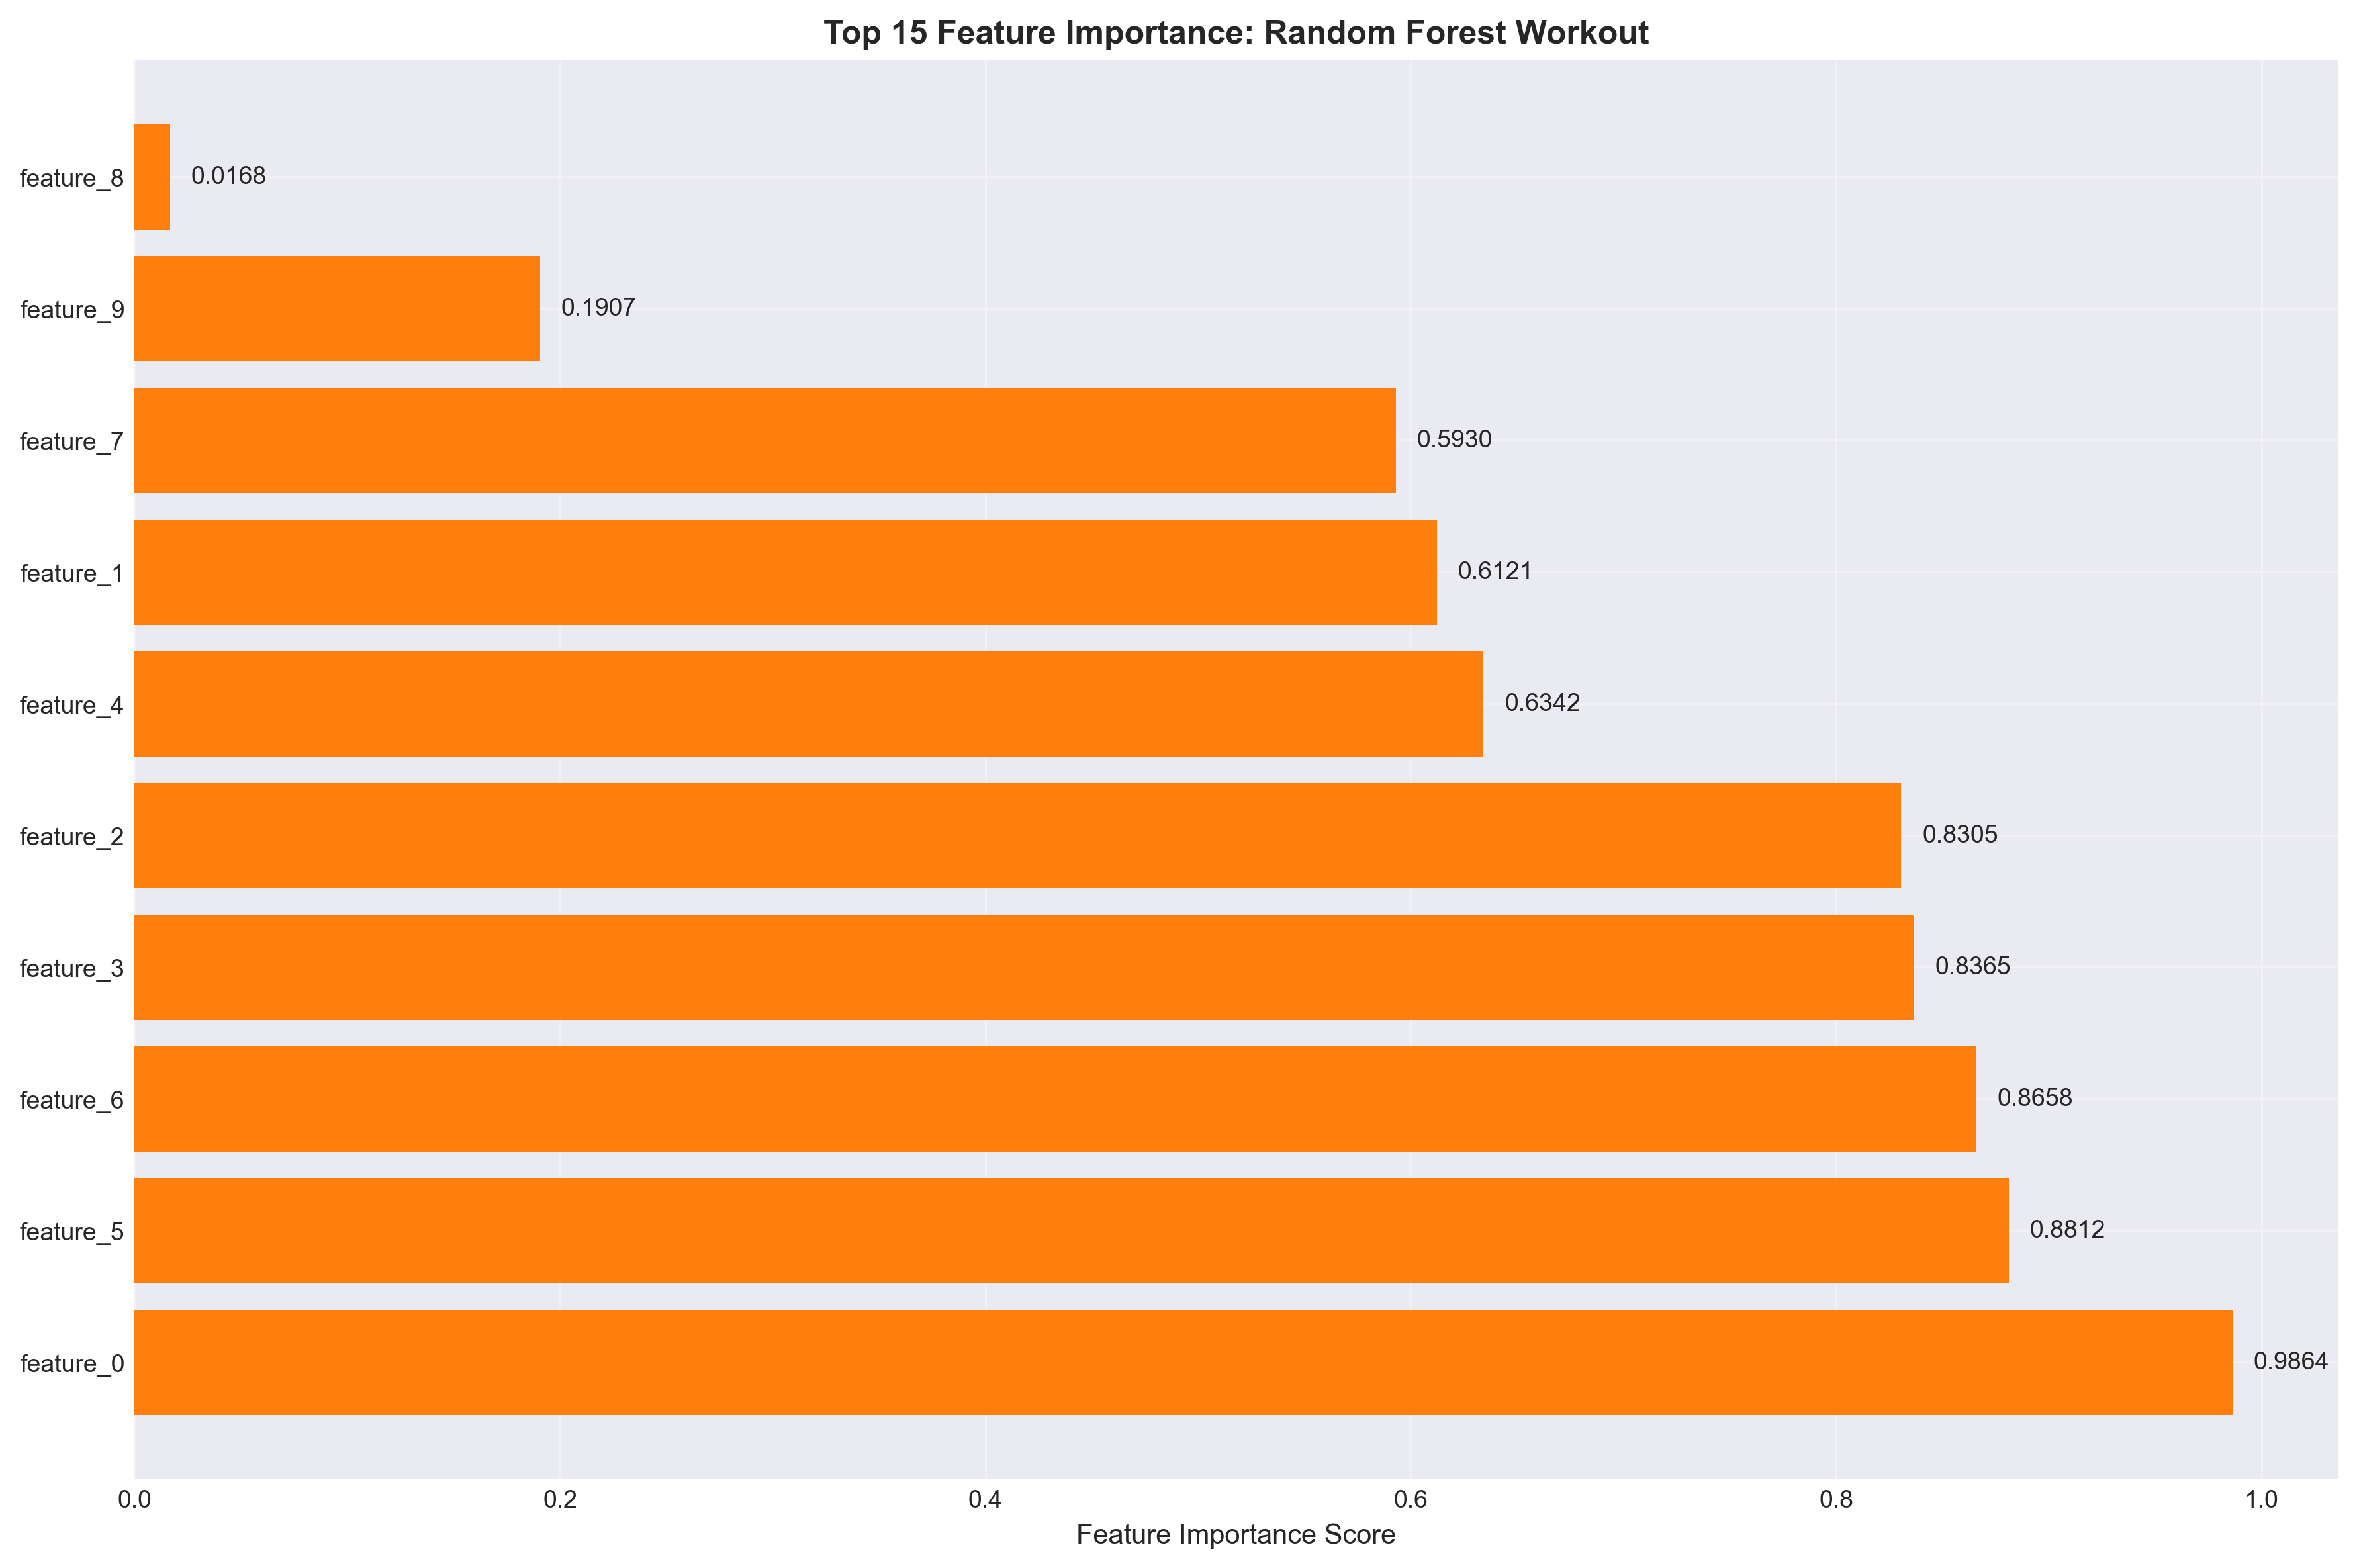 Top 15 Feature Importance: Random Forest Workout
feature_8 0.0168
feature_9 0.1907
feature_7 0.5930
feature_1 0.6121
feature_4 0.6342
feature_2 0.8305
feature_3 0.8365
feature_6 0.8658
feature_5 0.8812
feature_0 0.9864
0.0 0.2 0.4 0.6 0.8 1.0
Feature Importance Score